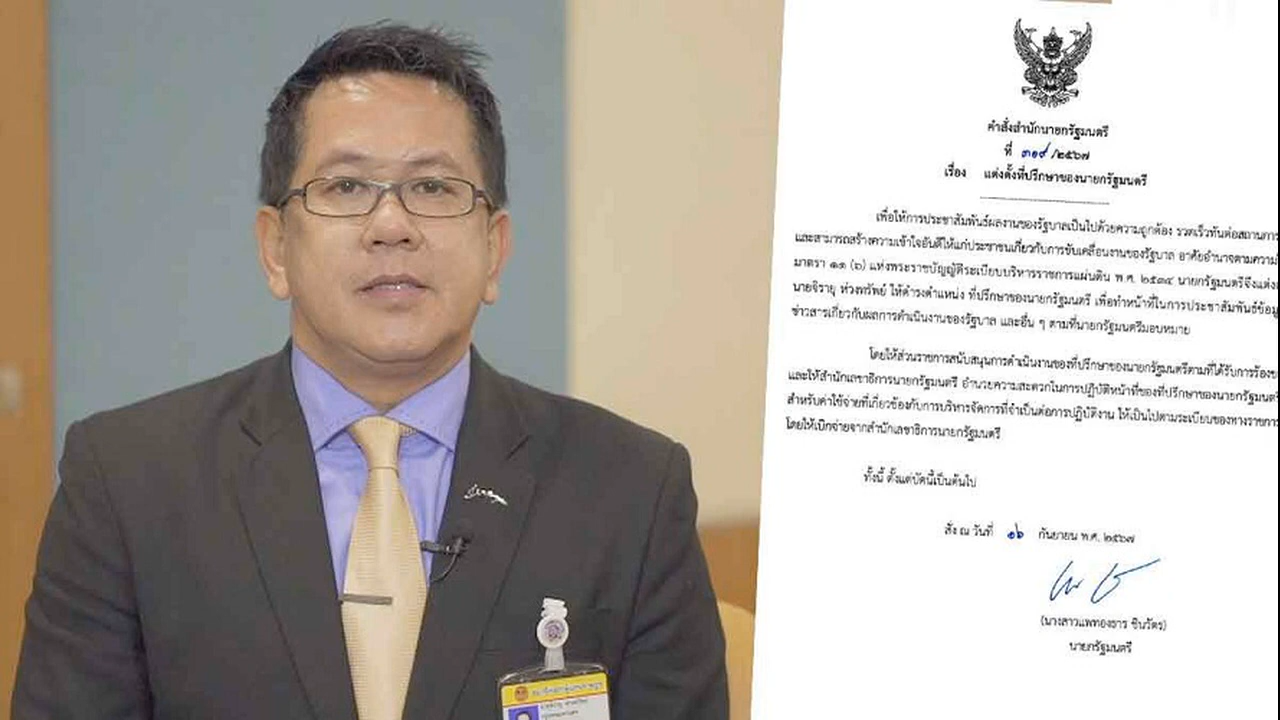 คำสั่งสำนักนายกรัฐมนตรี
ที่ ๓๑๙ /๒๕๖๗
เรื่อง แต่งตั้งที่ปรึกษาของนายกรัฐมนตรี
เพื่อให้การประชาสัมพันธ์ผลงานของรัฐบาลเป็นไปด้วยความถูกต้อง รวดเร็วทันต่อสถานการ
และสามารถสร้างความเข้าใจอันดีให้แก่ประชาชนเกี่ยวกับการขับเคลื่อนงานของรัฐบาล อาศัยอำนาจตามความใ
มาตรา ๑๑ (๖) แห่งพระราชบัญญัติระเบียบบริหารราชการแผ่นดิน พ.ศ. ๒๕๓๔ นายกรัฐมนตรีจึงแต่งตั
นายจิรายุ ห่วงทรัพย์ ให้ดำรงตำแหน่ง ที่ปรึกษาของนายกรัฐมนตรี เพื่อทำหน้าที่ในการประชาสัมพันธ์ข้อมู
ข่าวสารเกี่ยวกับผลการดำเนินงานของรัฐบาล และอื่น ๆ ตามที่นายกรัฐมนตรีมอบหมาย
โดยให้ส่วนราชการสนับสนุนการดำเนินงานของที่ปรึกษาของนายกรัฐมนตรีตามที่ได้รับการร้องข
และให้สำนักเลขาธิการนายกรัฐมนตรี อำนวยความสะดวกในการปฏิบัติหน้าที่ของที่ปรึกษาของนายกรัฐมนตรี
สำหรับค่าใช้จ่ายที่เกี่ยวข้องกับการบริหารจัดการที่จำเป็นต่อการปฏิบัติงาน ให้เป็นไปตามระเบียบของทางราชการ
โดยให้เบิกจ่ายจากสำนักเลขาธิการนายกรัฐมนตรี
ทั้งนี้ ตั้งแต่บัดนี้เป็นต้นไป
สั่ง ณ วันที่ ๑๖ กันยายน พ.ศ. ๒๕๖๗
(นางสาวแพทองธาร ชินวัตร)
นายกรัฐมนตรี